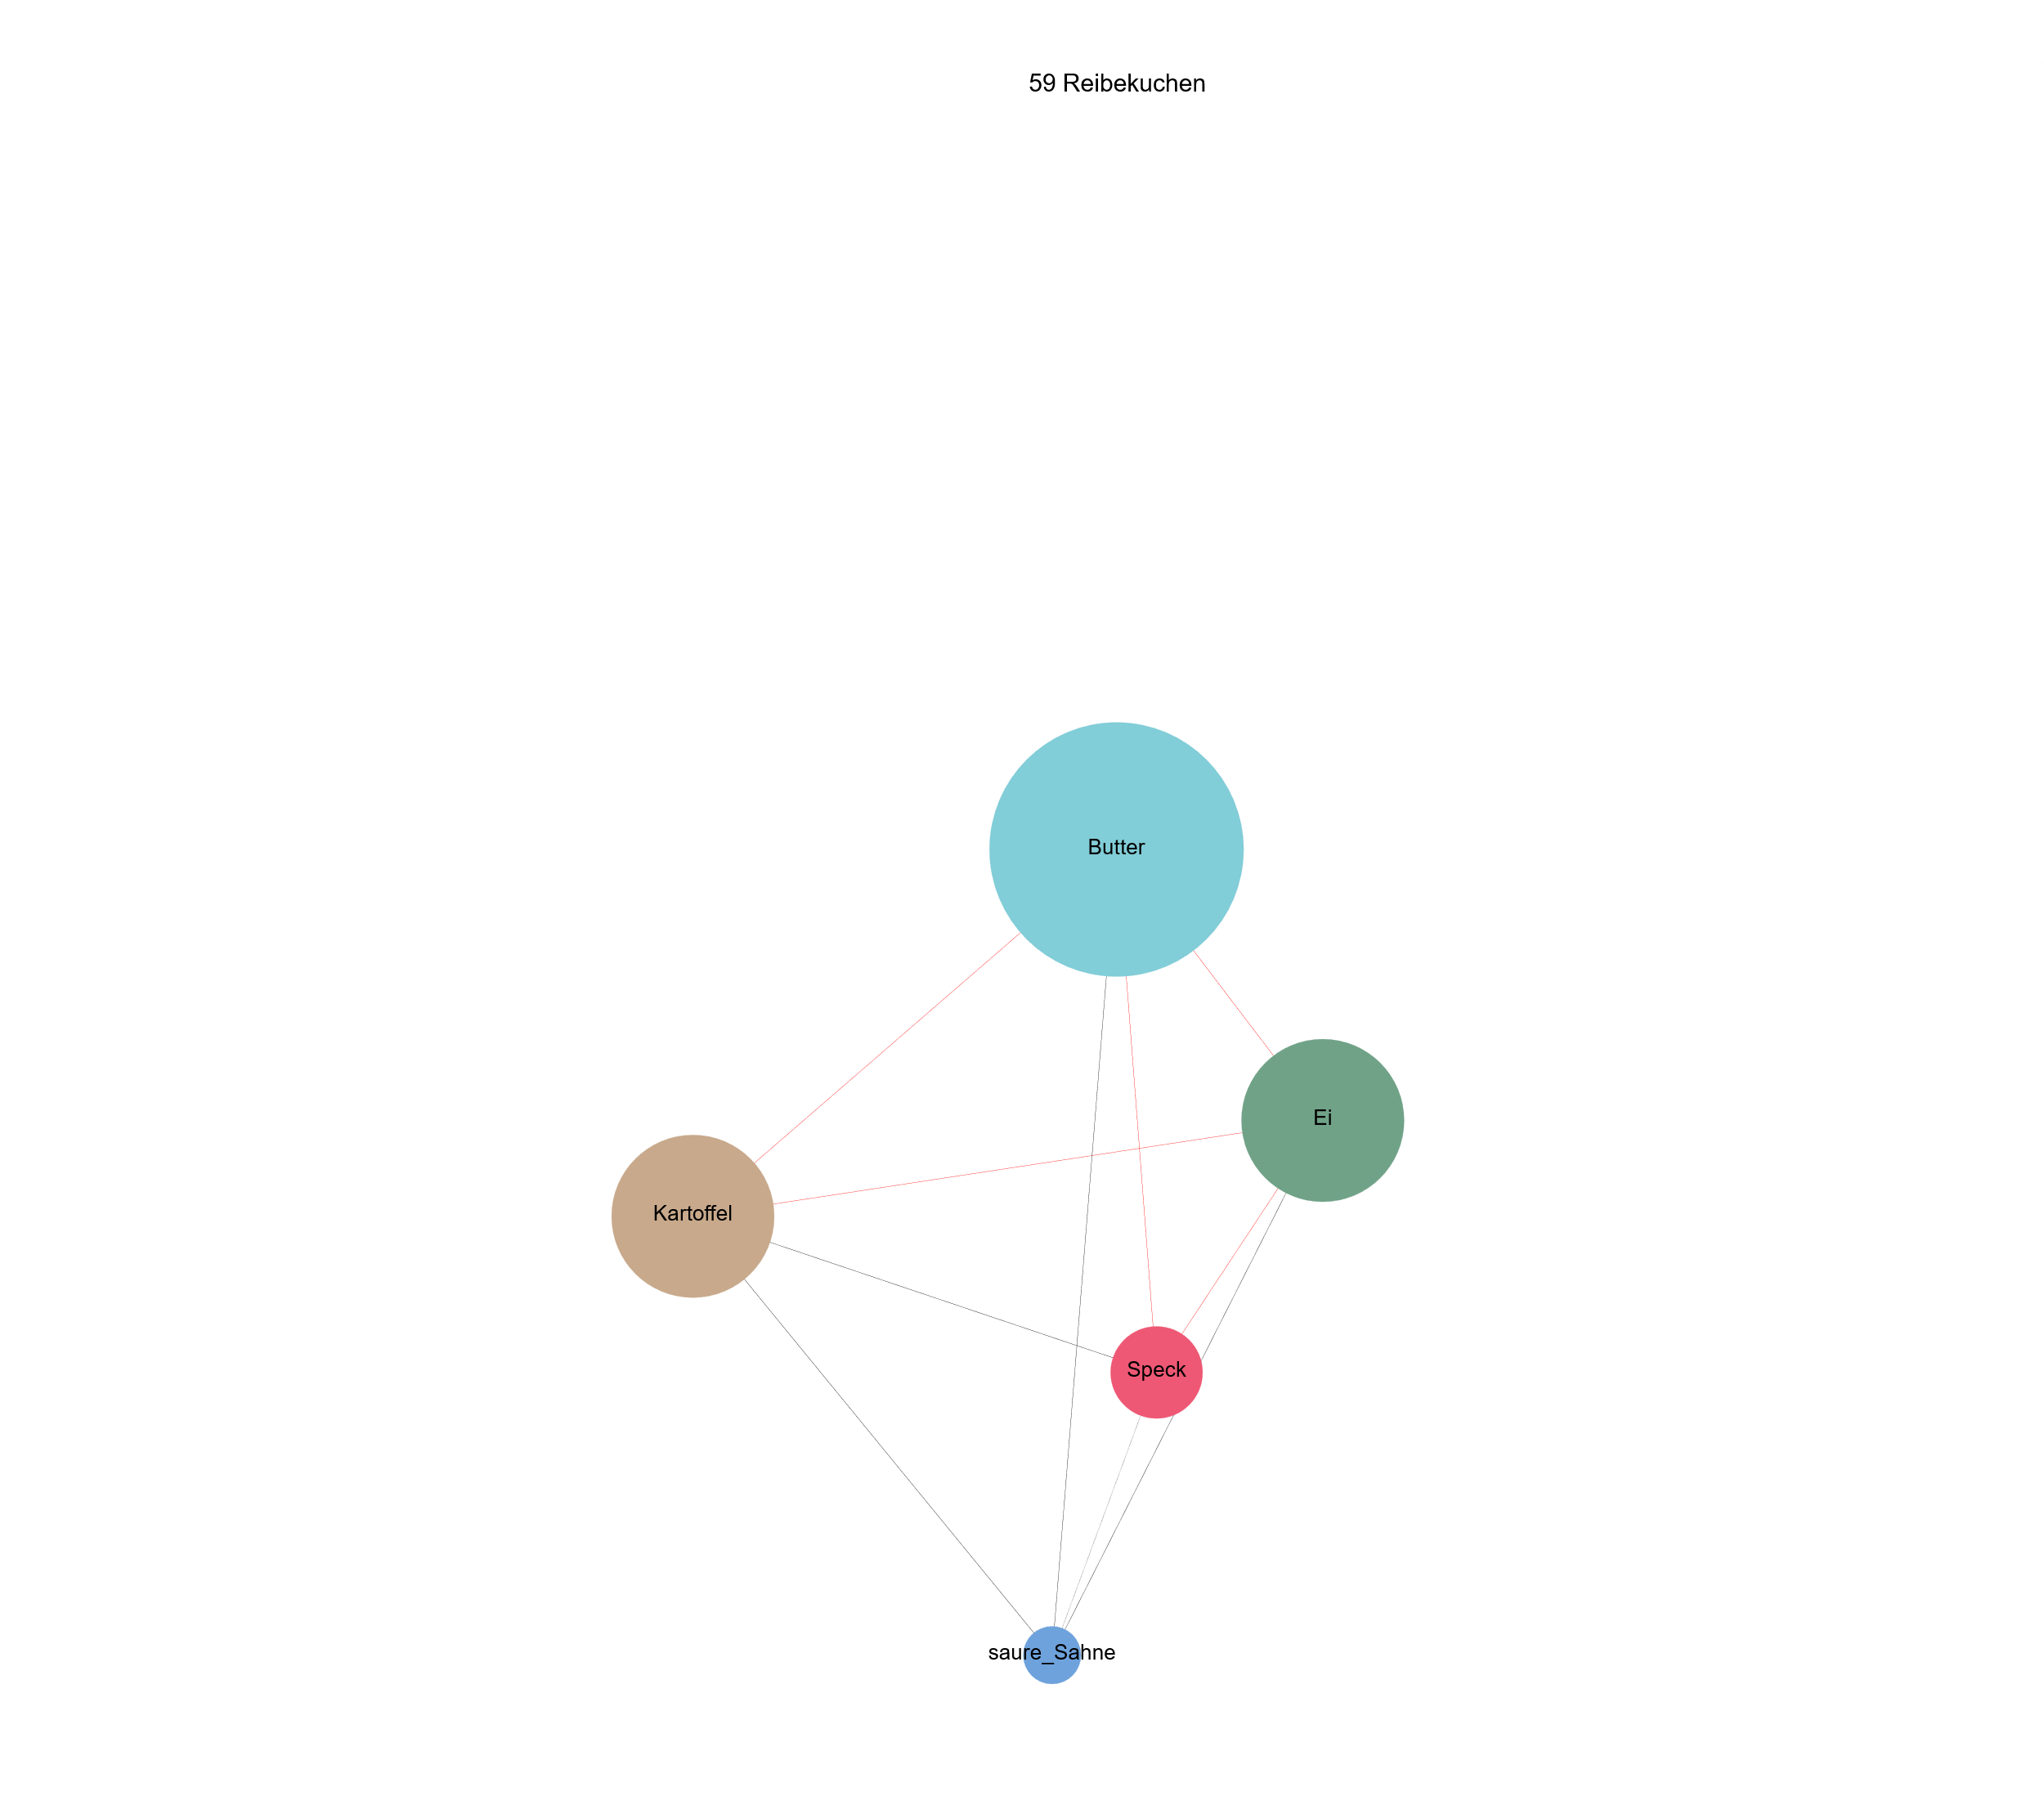 59 Reibekuchen
Butter
Ei
Kartoffel
Speck
saure_Sahne